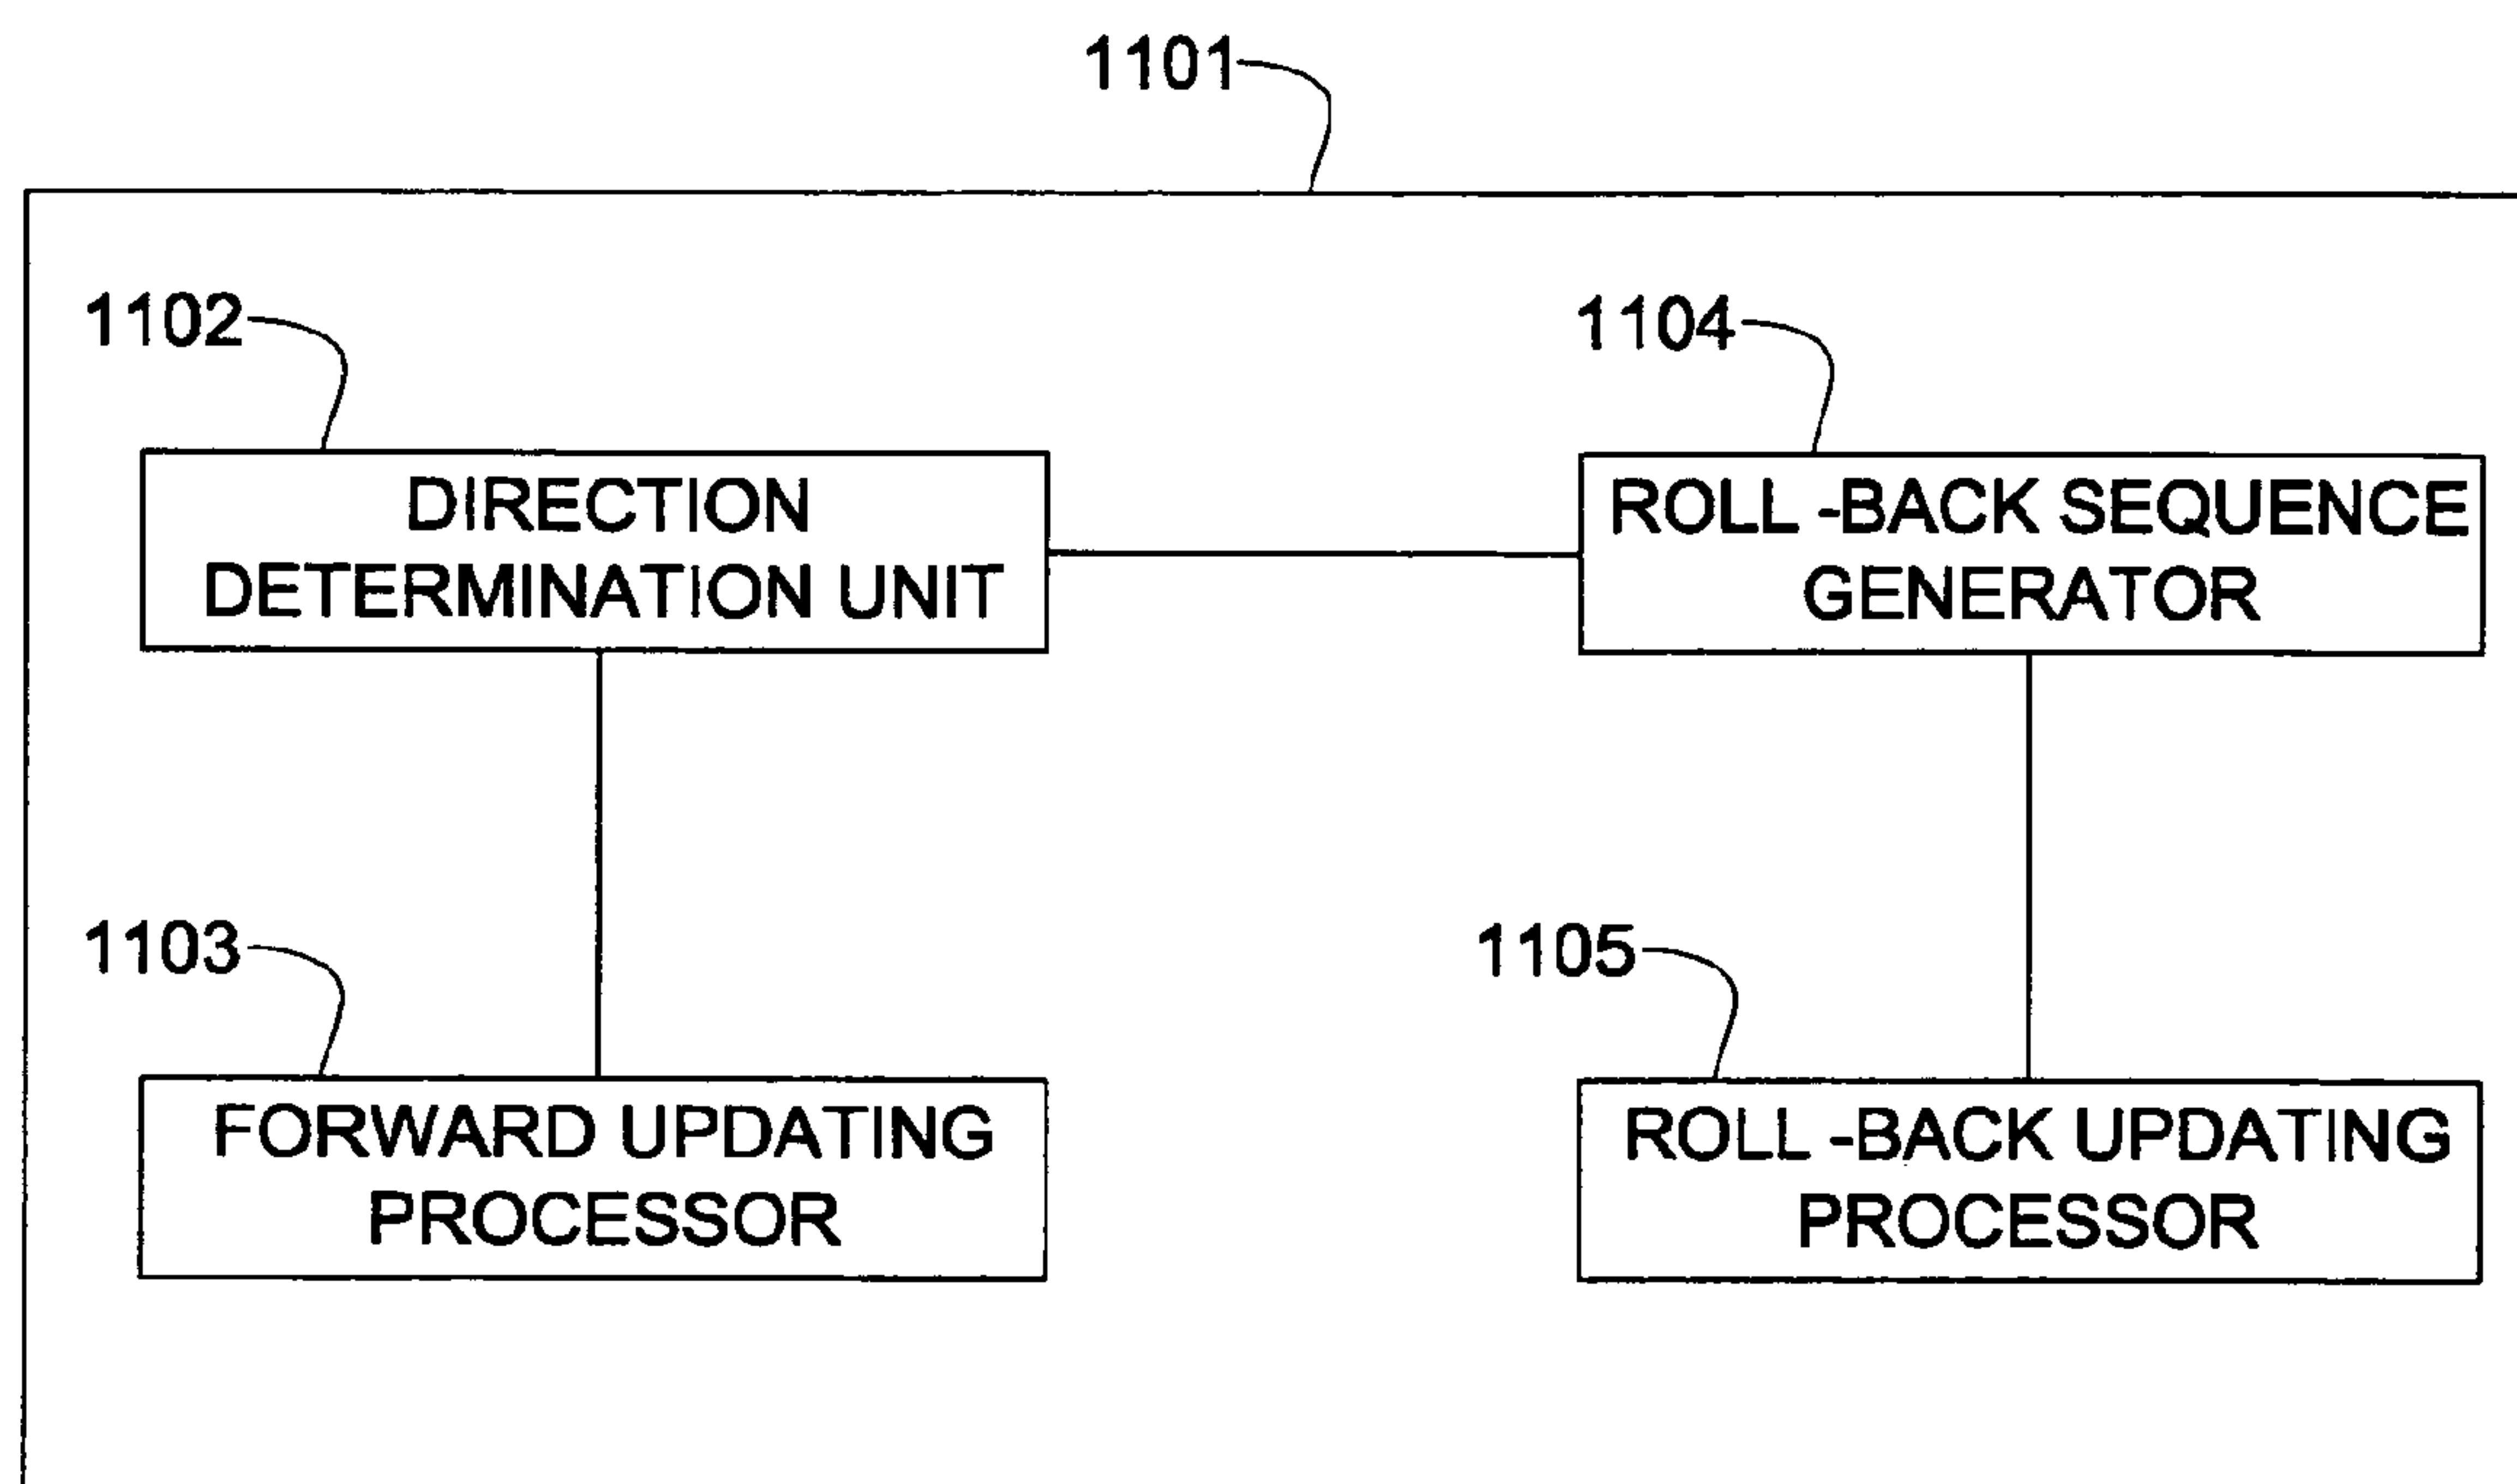 1101
1102
1104
DIRECTION
DETERMINATION UNIT
ROLL -BACK SEQUENCE
GENERATOR
1103
1105
FORWARD UPDATING
PROCESSOR
ROLL -BACK UPDATING
PROCESSOR